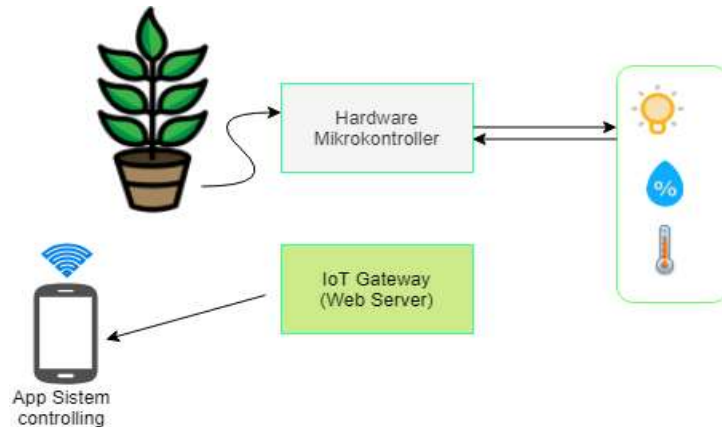 Hardware
Mikrokontroller
%
IoT Gateway
(Web Server)
App Sistem
controlling